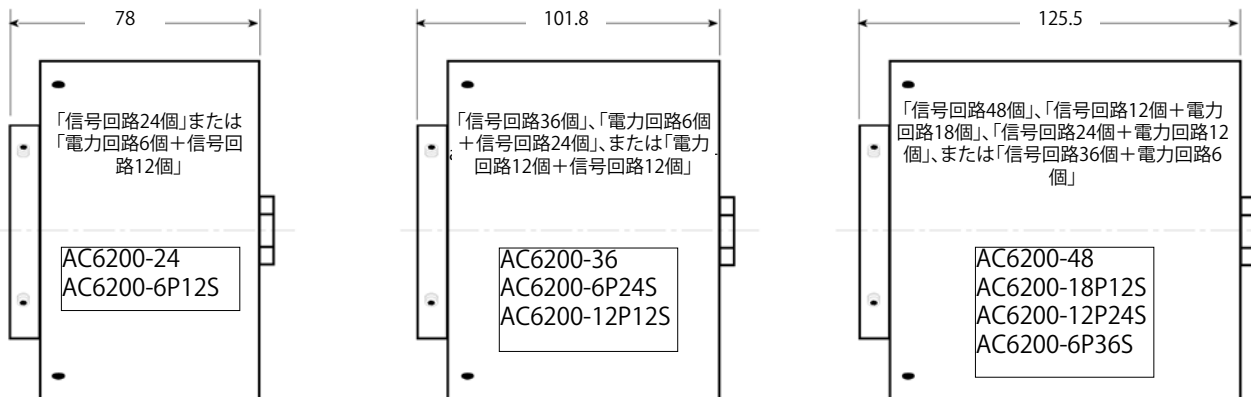 78
「信号回路24個」または
「電力回路6個＋信号回
路12個」
AC6200-24
AC6200-6P12S
101.8
「信号回路36個」、「電力回路6個
＋信号回路24個」、または「電力
回路12個＋信号回路12個」
AC6200-36
AC6200-6P24S
AC6200-12P12S
125.5
「信号回路48個」、「信号回路12個＋電力
回路18個」、「信号回路24個＋電力回路12
個」、または「信号回路36個＋電力回路6
個」
AC6200-48
AC6200-18P12S
AC6200-12P24S
AC6200-6P36S